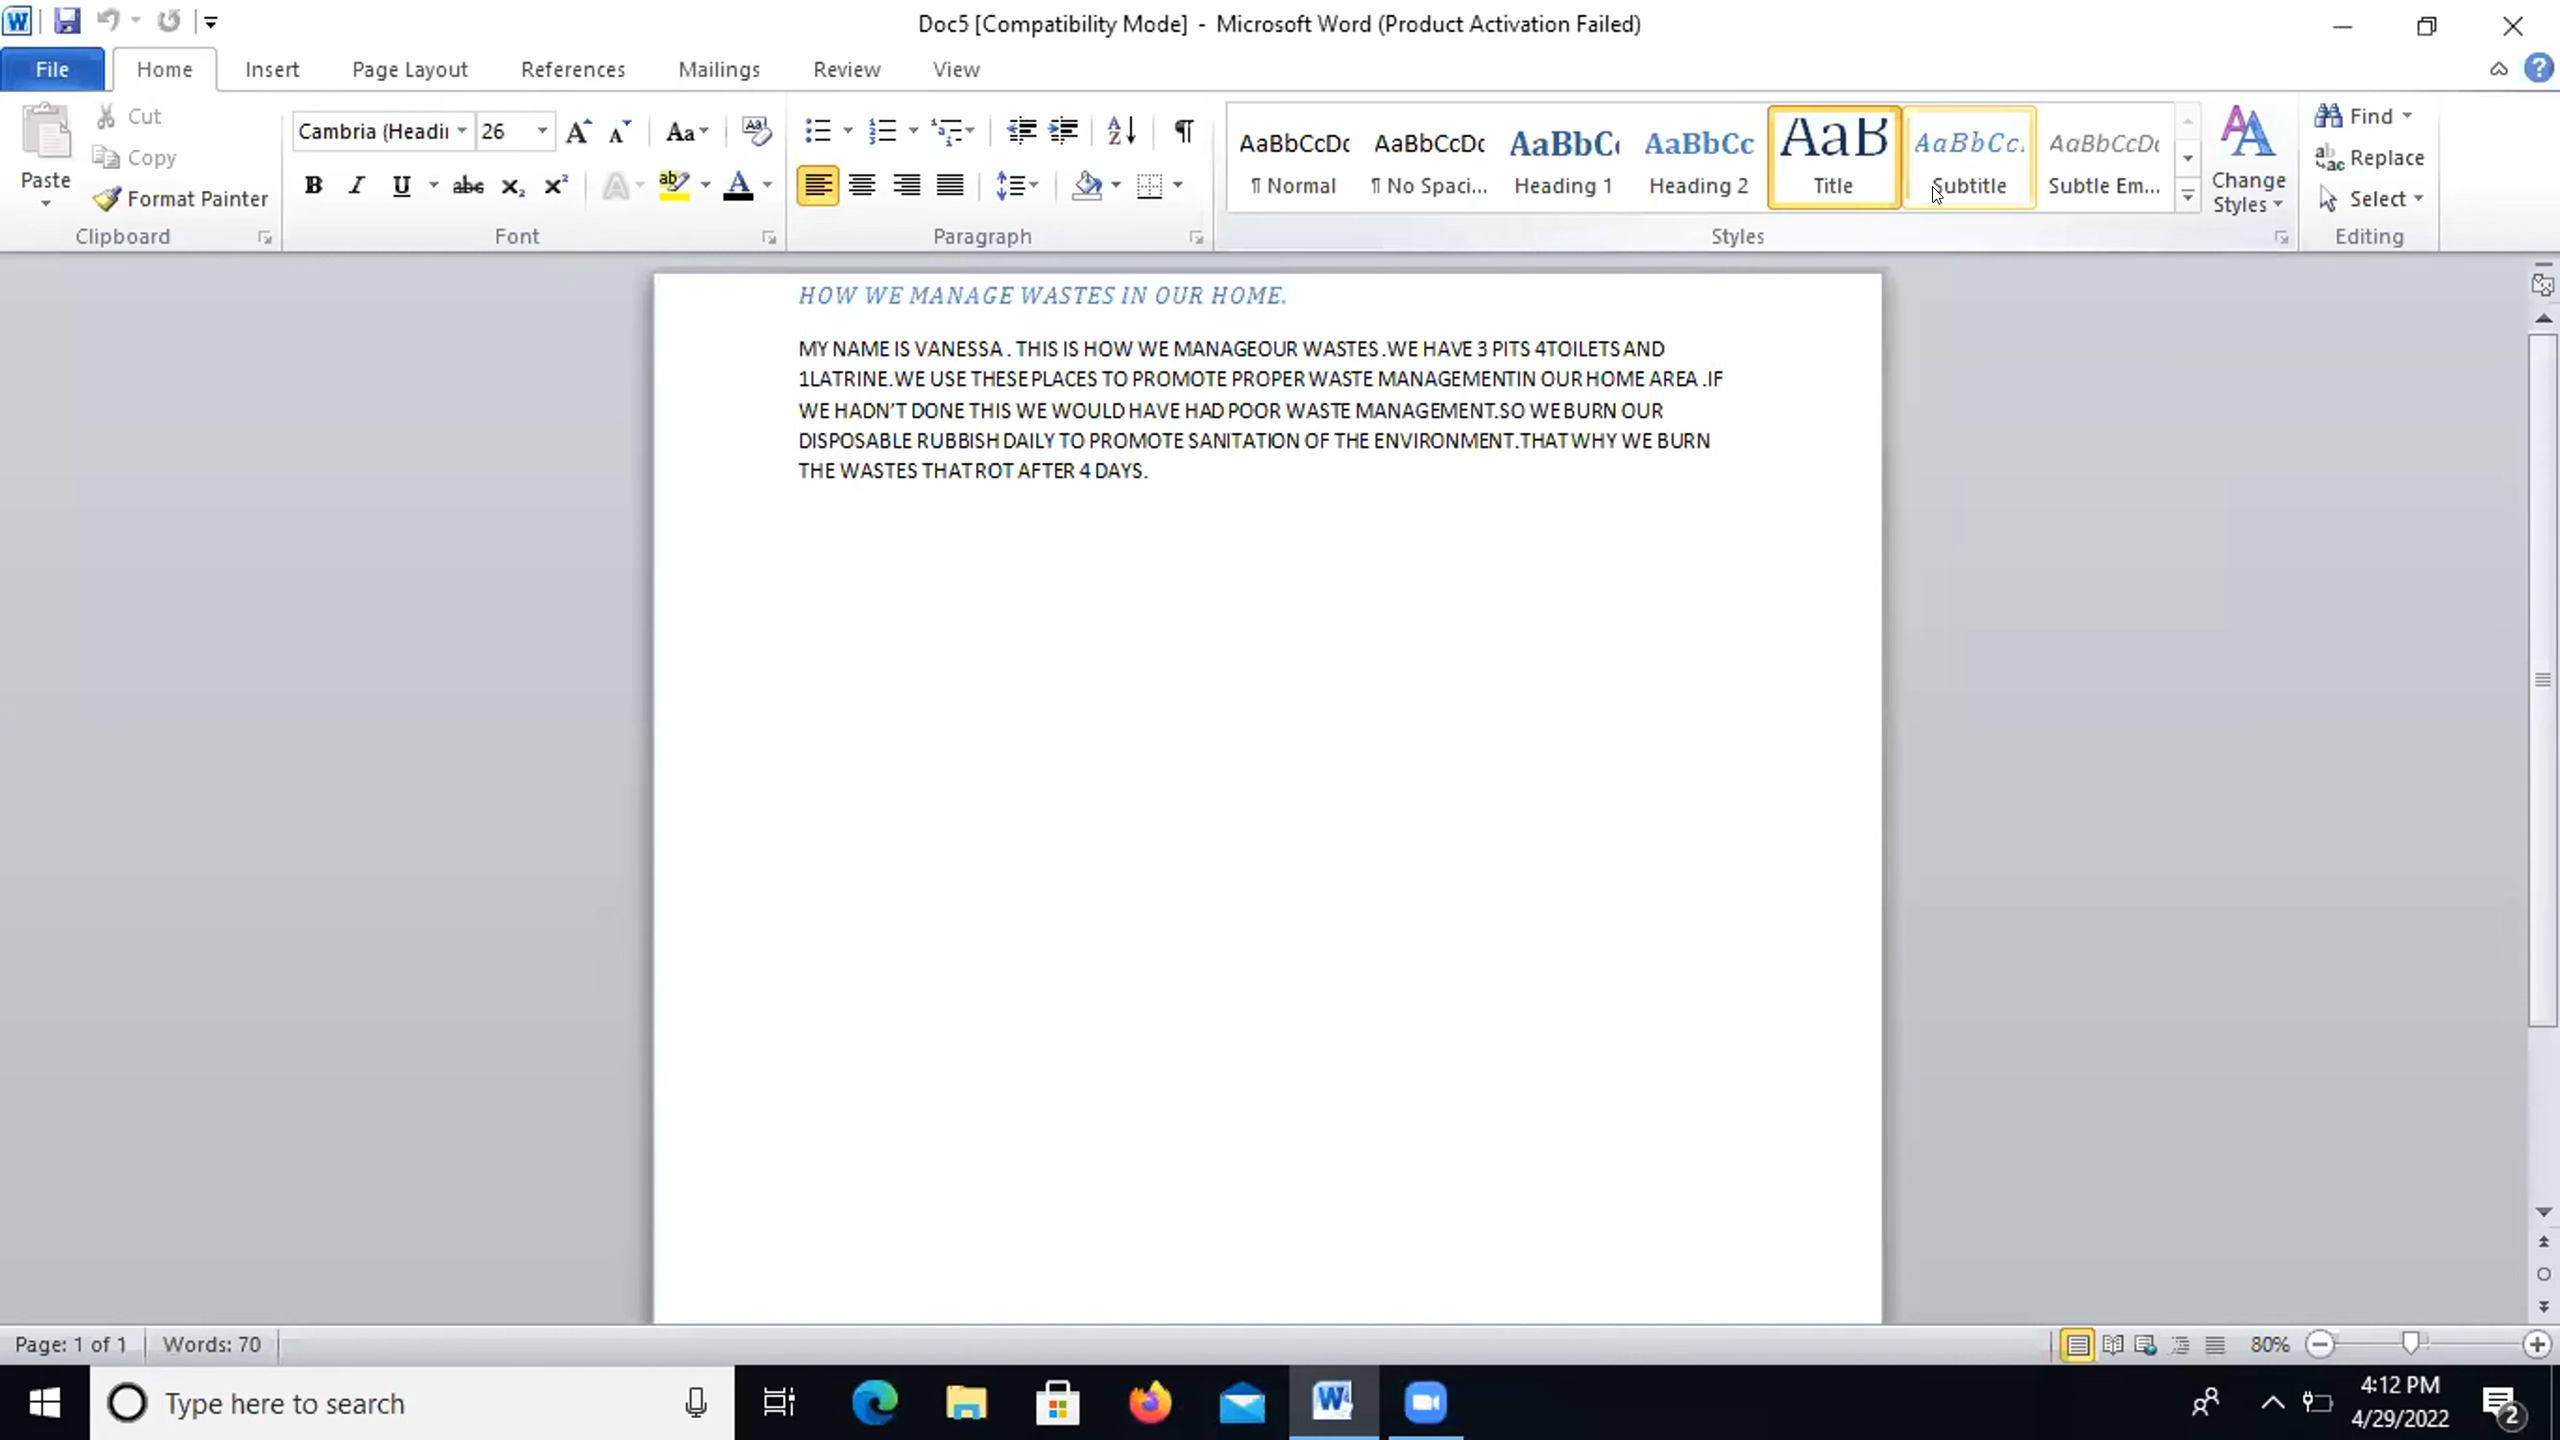 Doc5 [Compatibility Mode] - Microsoft Word (Product Activation Failed)
File Home Insert Page Layout References Mailings Review View
Paste
Cut
Copy
Format Painter
Clipboard
Cambria (Headi 26
Font
Paragraph
AaBbCcDc AaBbCcDc AaBbC AaBbCc AaB AaBbCc. AaBbCcDc
¶ Normal ¶ No Spaci... Heading 1 Heading 2 Title Subtitle Subtle Em...
Change
Styles
Styles
Find
Replace
Select
Editing
HOW WE MANAGE WASTES IN OUR HOME.
MY NAME IS VANESSA . THIS IS HOW WE MANAGEOUR WASTES .WE HAVE 3 PITS 4TOILETS AND
1LATRINE.WE USE THESE PLACES TO PROMOTE PROPER WASTE MANAGEMENTIN OUR HOME AREA .IF
WE HADN’T DONE THIS WE WOULD HAVE HAD POOR WASTE MANAGEMENT.SO WE BURN OUR
DISPOSABLE RUBBISH DAILY TO PROMOTE SANITATION OF THE ENVIRONMENT.THAT WHY WE BURN
THE WASTES THAT ROT AFTER 4 DAYS.
Page: 1 of 1 Words: 70
80%
Type here to search
4:12 PM
4/29/2022
2